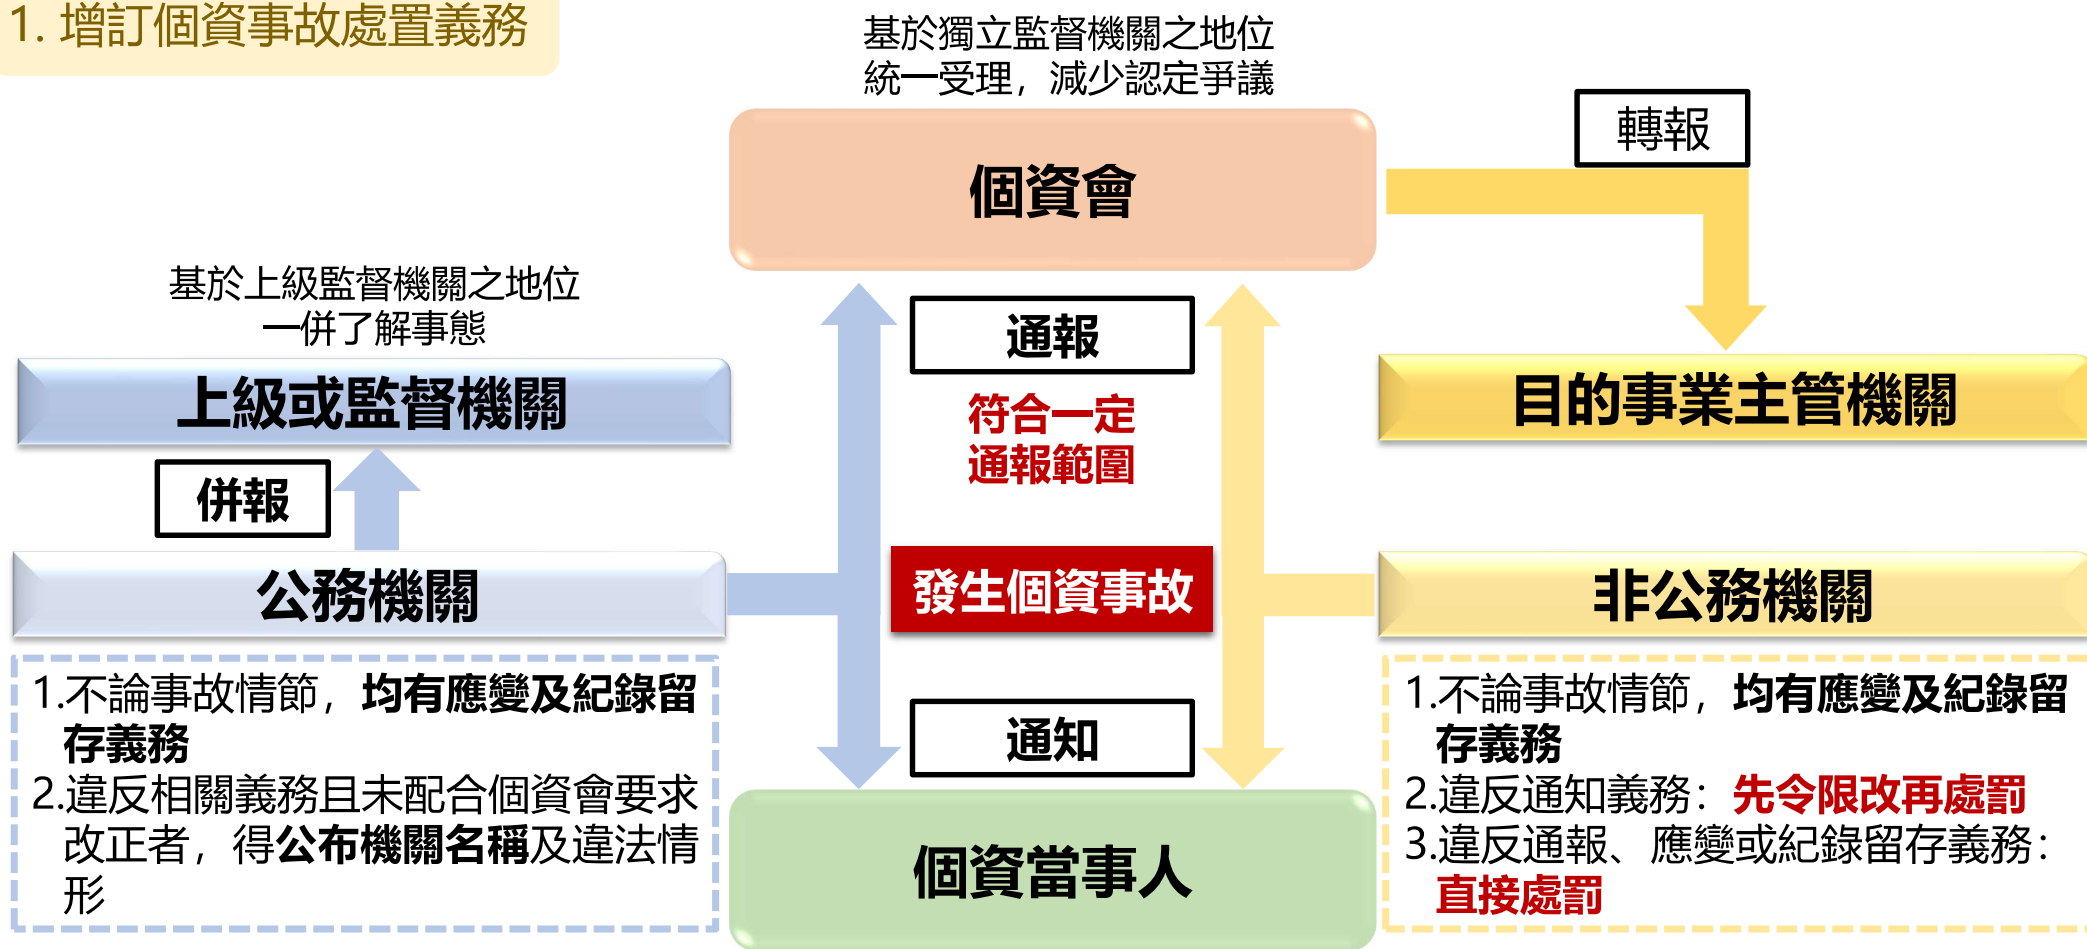 1. 增訂個資事故處置義務
基於獨立監督機關之地位
統一受理，減少認定爭議
個資會
轉報
基於上級監督機關之地位
一併了解事態
上級或監督機關
通報
符合一定
通報範圍
目的事業主管機關
併報
公務機關
發生個資事故
非公務機關
1.不論事故情節，均有應變及紀錄留
存義務
2.違反相關義務且未配合個資會要求
改正者，得公布機關名稱及違法情
形
通知
個資當事人
1.不論事故情節，均有應變及紀錄留
存義務
2.違反通知義務：先令限改再處罰
3.違反通報、應變或紀錄留存義務：
直接處罰